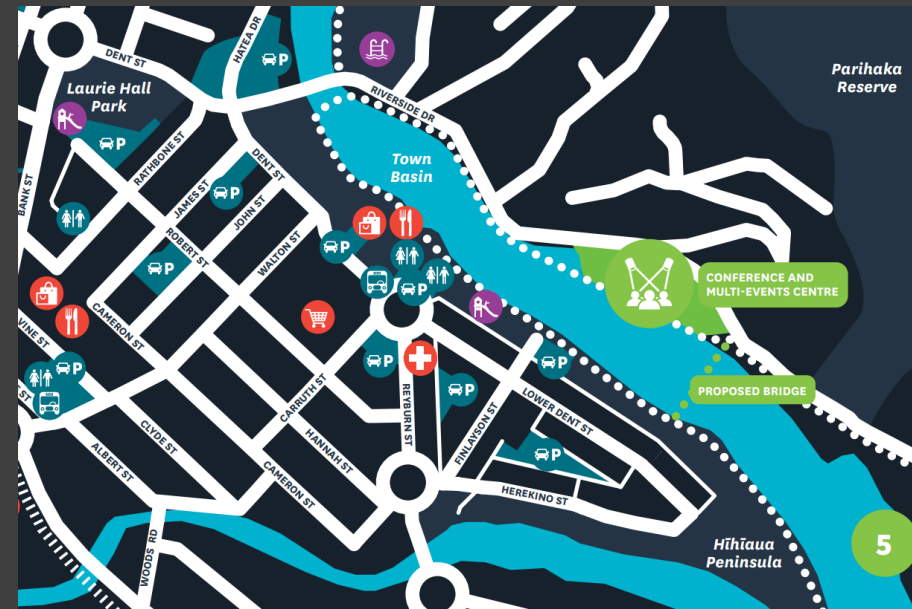 HATEA DR
DENT ST
P
Laurie Hall
Park
P
RIVERSIDE DR
Parihaka
Reserve
RATHBONE ST
BANK ST
DENT ST
Town
Basin
JAMES ST
P
JOHN ST
ROBERT ST
WALTON ST
P
P
P
CONFERENCE AND
MULTI-EVENTS CENTRE
CAMERON ST
VINE ST
P
P
P
CARRUTH ST
REYBURN ST
P
LOWER DENT ST
PROPOSED BRIDGE
FINLAYSON ST
CLYDE ST
HANNAH ST
ALBERT ST
CAMERON ST
P
HEREKINO ST
WOODS RD
Hīhīaua
Peninsula
5